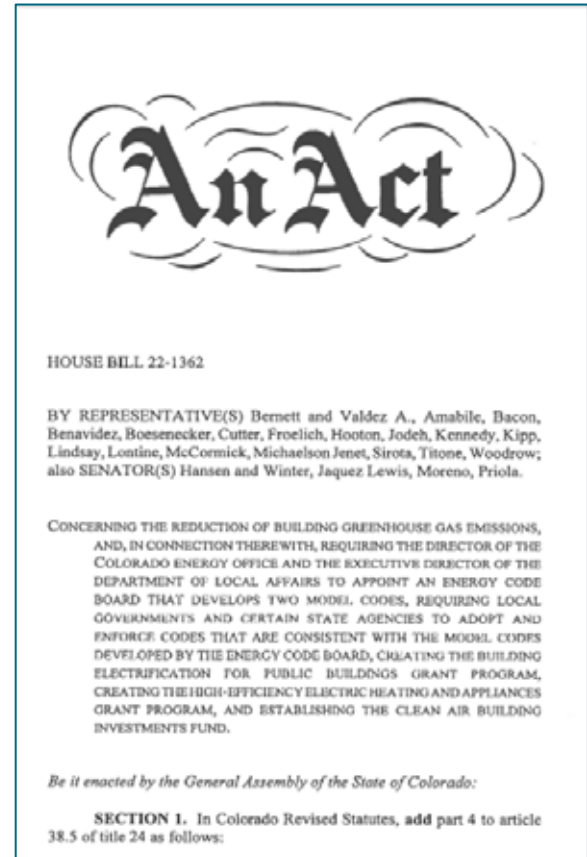 An Act
HOUSE BILL 22-1362
BY REPRESENTATIVE(S) Bernett and Valdez A., Amabile, Bacon,
Benavidez, Boesenecker, Cutter, Froelich, Hooton, Jodeh, Kennedy, Kipp,
Lindsay, Lontine, McCormick, Michaelson Jenet, Sirota, Titone, Woodrow;
also SENATOR(S) Hansen and Winter, Jaquez Lewis, Moreno, Priola.
CONCERNING THE REDUCTION OF BUILDING GREENHOUSE GAS EMISSIONS,
AND, IN CONNECTION THEREWITH, REQUIRING THE DIRECTOR OF THE
COLORADO ENERGY OFFICE AND THE EXECUTIVE DIRECTOR OF THE
DEPARTMENT OF LOCAL AFFAIRS TO APPOINT AN ENERGY CODE
BOARD THAT DEVELOPS TWO MODEL CODES, REQUIRING LOCAL
GOVERNMENTS AND CERTAIN STATE AGENCIES TO ADOPT AND
ENFORCE CODES THAT ARE CONSISTENT WITH THE MODEL CODES
DEVELOPED BY THE ENERGY CODE BOARD, CREATING THE BUILDING
ELECTRIFICATION FOR PUBLIC BUILDINGS GRANT PROGRAM,
CREATING THE HIGH-EFFICIENCY ELECTRIC HEATING AND APPLIANCES
GRANT PROGRAM, AND ESTABLISHING THE CLEAN AIR BUILDING
INVESTMENTS FUND.
Be it enacted by the General Assembly of the State of Colorado:
SECTION 1. In Colorado Revised Statutes, add part 4 to article
38.5 of title 24 as follows: